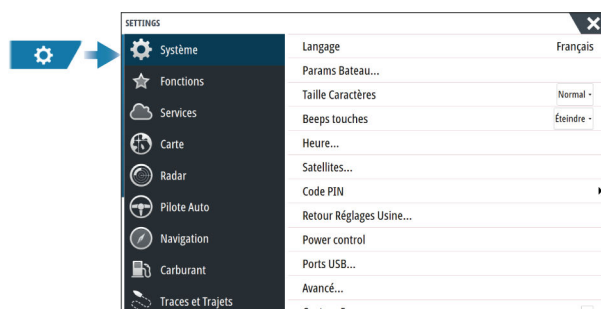 SETTINGS
Système
Fonctions
Services
Carte
Radar
Pilote Auto
Navigation
Carburant
Traces et Trajets
Langage Français
Params Bateau...
Taille Caractères Normal
Beeps touches Éteindre
Heure...
Satellites...
Code PIN
Retour Réglages Usine...
Power control
Ports USB...
Avancé...